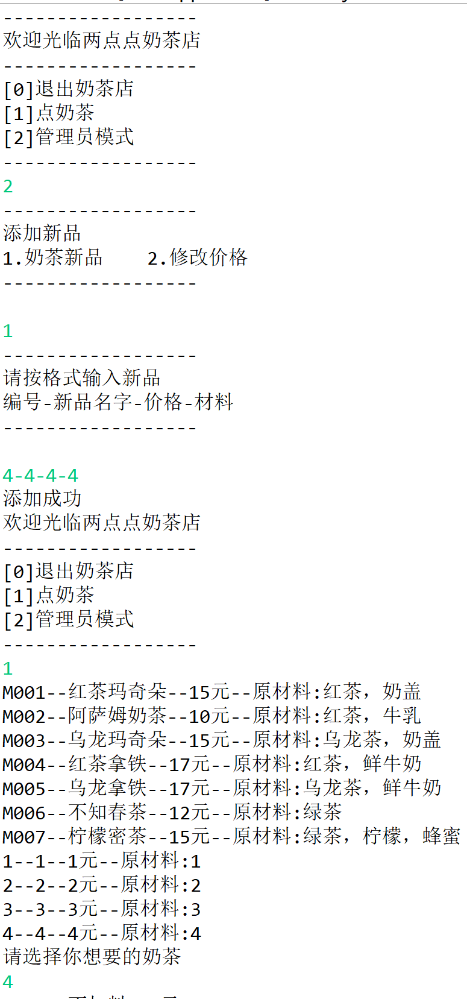 ------------------
欢迎光临两点点奶茶店
------------------
[0]退出奶茶店
[1]点奶茶
[2]管理员模式
------------------
2
------------------
添加新品
1.奶茶新品    2.修改价格
------------------
1
------------------
请按格式输入新品
编号-新品名字-价格-材料
------------------
4-4-4-4
添加成功
欢迎光临两点点奶茶店
------------------
[0]退出奶茶店
[1]点奶茶
[2]管理员模式
------------------
1
M001--红茶玛奇朵--15元--原材料:红茶，奶盖
M002--阿萨姆奶茶--10元--原材料:红茶，牛乳
M003--乌龙玛奇朵--15元--原材料:乌龙茶，奶盖
M004--红茶拿铁--17元--原材料:红茶，鲜牛奶
M005--乌龙拿铁--17元--原材料:乌龙茶，鲜牛奶
M006--不知春茶--12元--原材料:绿茶
M007--柠檬密茶--15元--原材料:绿茶，柠檬，蜂蜜
1--1--1元--原材料:1
2--2--2元--原材料:2
3--3--3元--原材料:3
4--4--4元--原材料:4
请选择你想要的奶茶
4